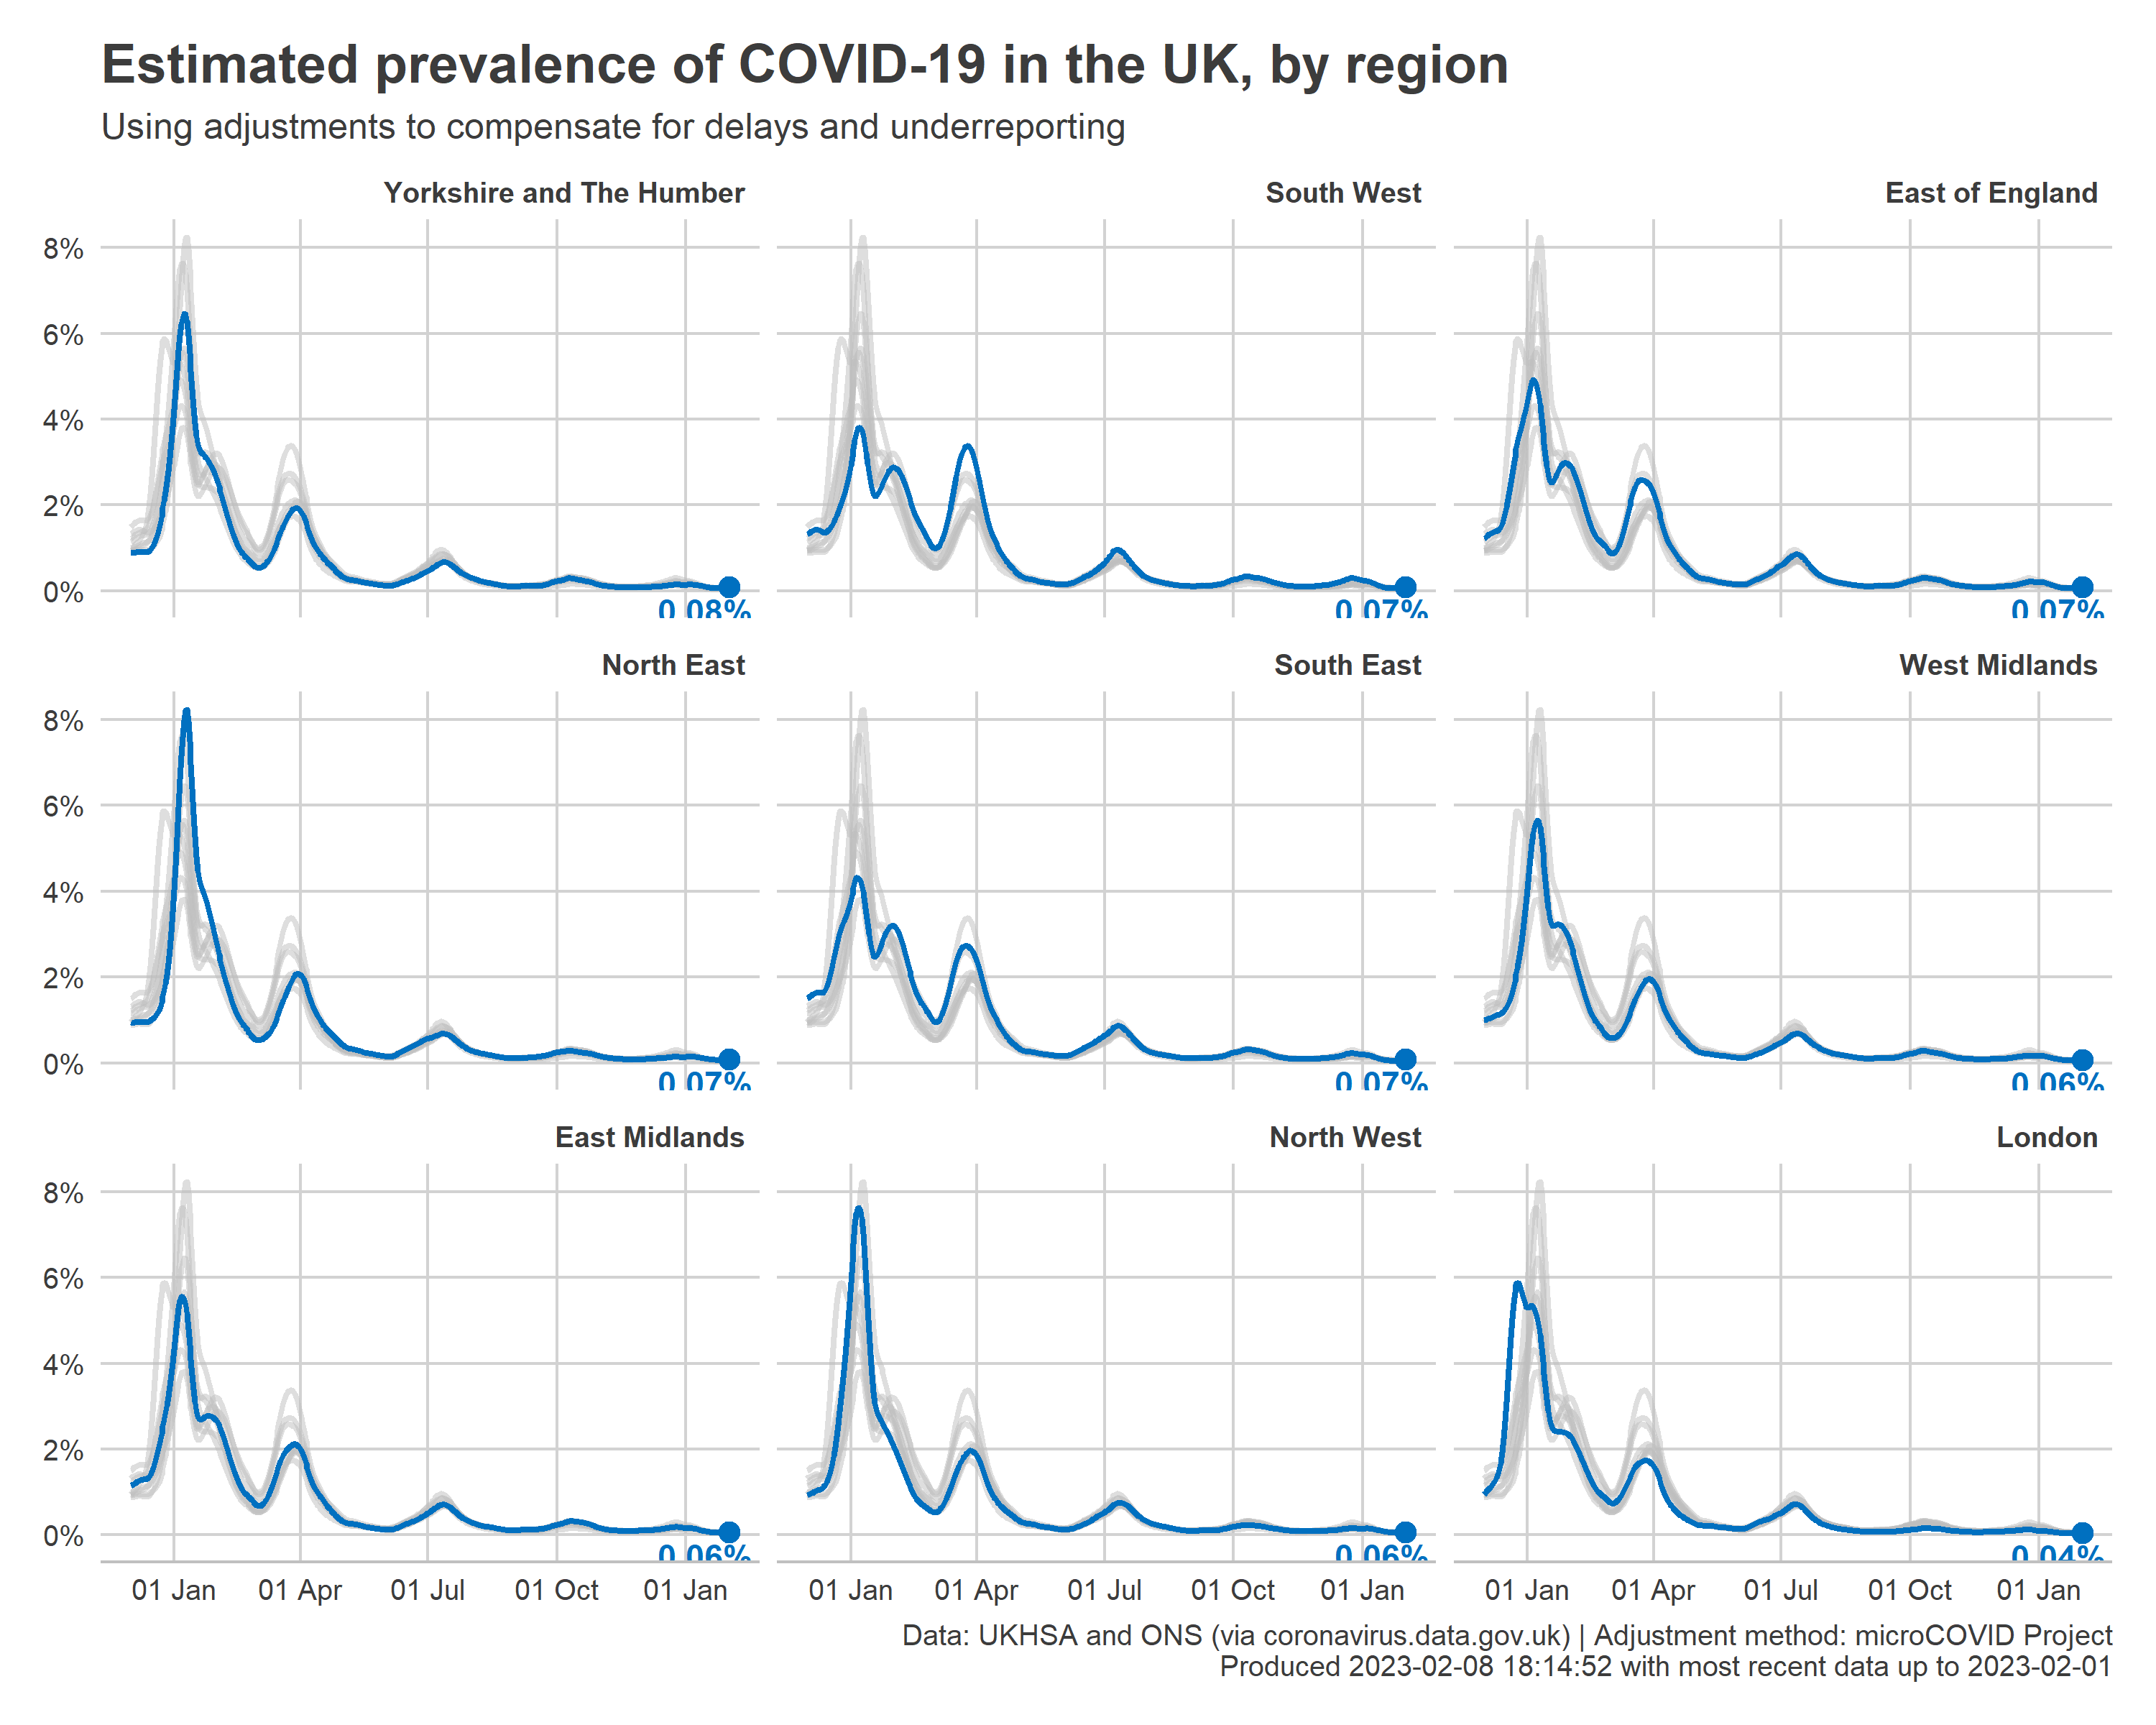 Estimated prevalence of COVID-19 in the UK, by region
Using adjustments to compensate for delays and underreporting
Yorkshire and The Humber
South West
East of England
8%
6%
4%
2%
0%
0.08%
0.07%
0.07%
North East
South East
West Midlands
8%
6%
4%
2%
0%
0.07%
0.07%
0.06%
East Midlands
North West
London
8%
6%
4%
2%
0%
0.06%
0.06%
0.04%
01 Jan 01 Apr 01 Jul 01 Oct 01 Jan
01 Jan 01 Apr 01 Jul 01 Oct 01 Jan
01 Jan 01 Apr 01 Jul 01 Oct 01 Jan
Data: UKHSA and ONS (via coronavirus.data.gov.uk) | Adjustment method: microCOVID Project
Produced 2023-02-08 18:14:52 with most recent data up to 2023-02-01